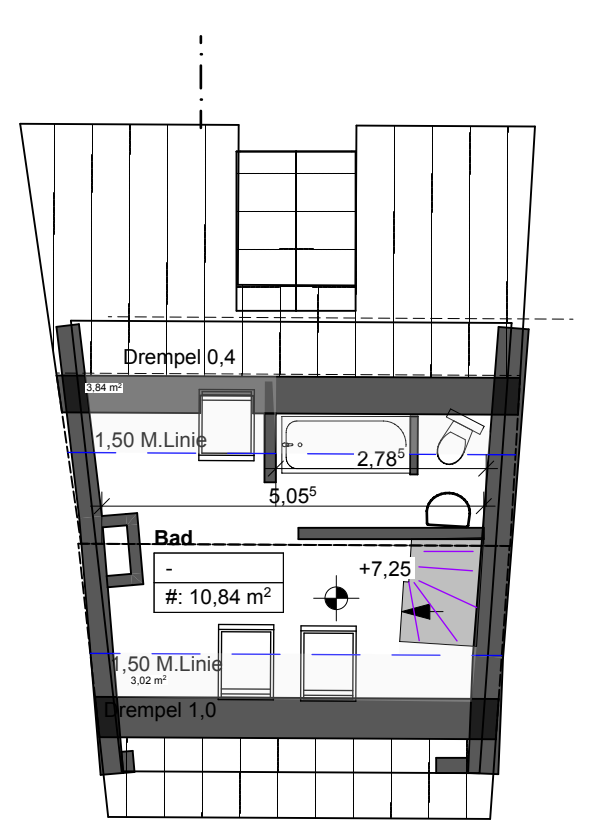 Drempel 0,4
3,84 m²
1,50 M.Linie
2,78⁵
5,05⁵
Bad
-
#: 10,84 m²
+7,25
1,50 M.Linie
3,02 m²
Drempel 1,0